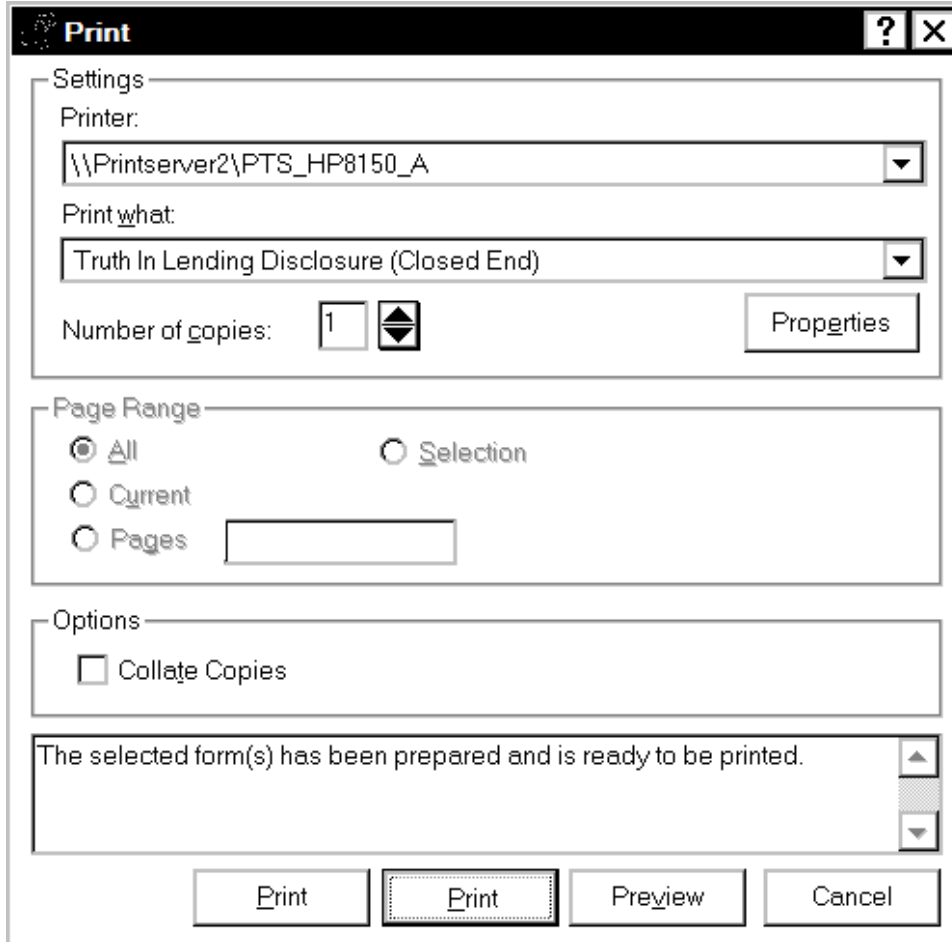 Print
Settings
Printer:
\\Printserver2\PTS_HP8150_A
Print what:
Truth In Lending Disclosure (Closed End)
Number of copies: 1
Properties
Page Range
All Selection
Current
Pages
Options
Collate Copies
The selected form(s) has been prepared and is ready to be printed.
Print Print Preview Cancel